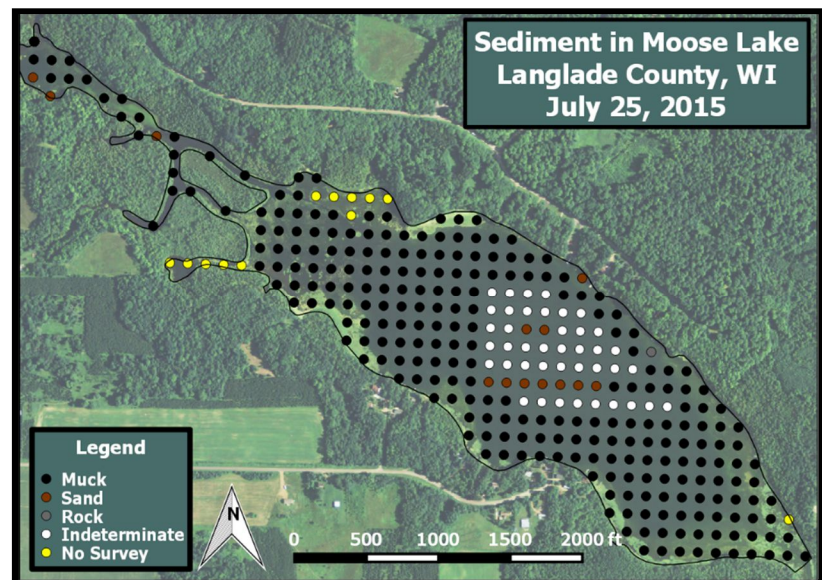 Sediment in Moose Lake
Langlade County, WI
July 25, 2015
Legend
Muck
Sand
Rock
Indeterminate
No Survey
N
0 500 1000 1500 2000 ft